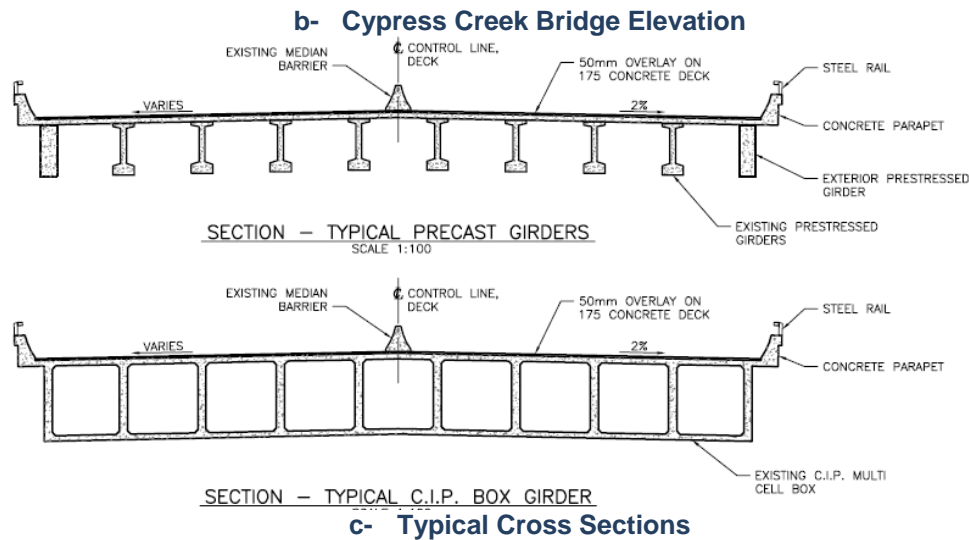 b- Cypress Creek Bridge Elevation
EXISTING MEDIAN
BARRIER
℄ CONTROL LINE,
DECK
50mm OVERLAY ON
175 CONCRETE DECK
STEEL RAIL
VARIES
2%
CONCRETE PARAPET
EXTERIOR PRESTRESSED
GIRDER
EXISTING PRESTRESSED
GIRDERS
SECTION – TYPICAL PRECAST GIRDERS
SCALE 1:100
EXISTING MEDIAN
BARRIER
℄ CONTROL LINE,
DECK
50mm OVERLAY ON
175 CONCRETE DECK
STEEL RAIL
VARIES
2%
CONCRETE PARAPET
EXISTING C.I.P. MULTI
CELL BOX
SECTION – TYPICAL C.I.P. BOX GIRDER
c- Typical Cross Sections